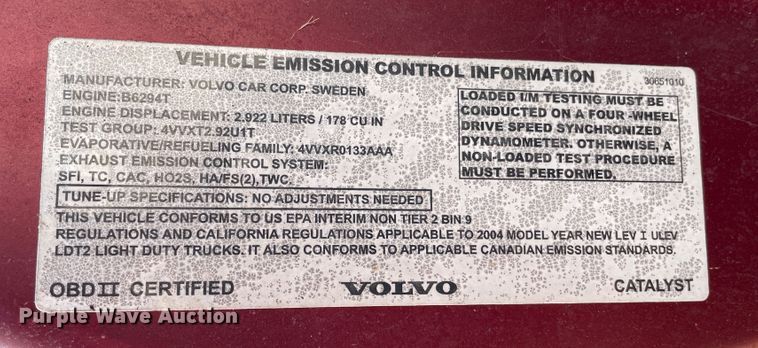 VEHICLE EMISSION CONTROL INFORMATION
30651010
MANUFACTURER: VOLVO CAR CORP. SWEDEN
ENGINE: B6294T
ENGINE DISPLACEMENT: 2.922 LITERS / 178 CU IN
TEST GROUP: 4VVXT2.92U1T
EVAPORATIVE/REFUELING FAMILY: 4VVXR0133AAA
EXHAUST EMISSION CONTROL SYSTEM:
SFI, TC, CAC, HO2S, HA/FS(2),TWC.
LOADED I/M TESTING MUST BE
CONDUCTED ON A FOUR -WHEEL
DRIVE SPEED SYNCHRONIZED
DYNAMOMETER. OTHERWISE, A
NON-LOADED TEST PROCEDURE
MUST BE PERFORMED.
TUNE-UP SPECIFICATIONS: NO ADJUSTMENTS NEEDED
THIS VEHICLE CONFORMS TO US EPA INTERIM NON TIER 2 BIN 9
REGULATIONS AND CALIFORNIA REGULATIONS APPLICABLE TO 2004 MODEL YEAR NEW LEV I ULEV
LDT2 LIGHT DUTY TRUCKS. IT ALSO CONFORMS TO APPLICABLE CANADIAN EMISSION STANDARDS.
OBD II CERTIFIED
VOLVO
CATALYST
Purple Wave Auction